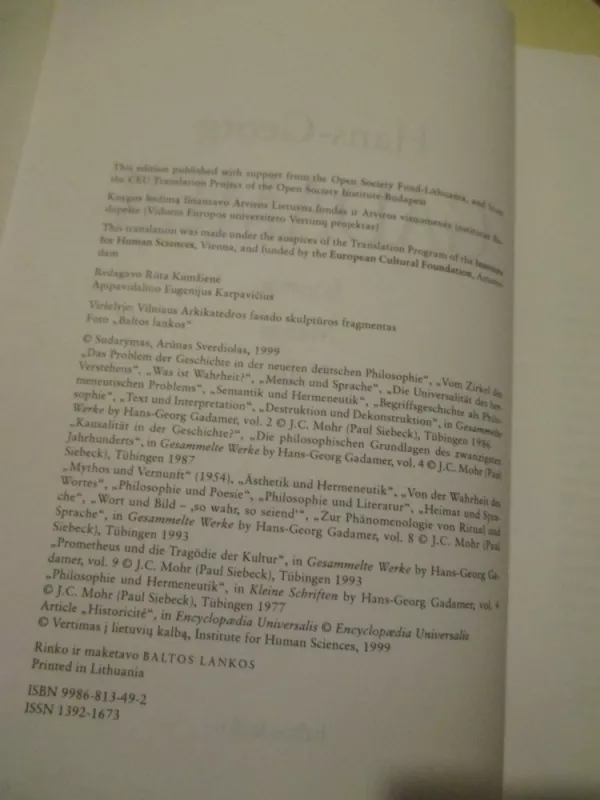 This edition published with support from the Open Society Fund-Lithuania, and from
the CEU Translation Project of the Open Society Institute-Budapest
Knygos leidimą finansavo Atviros Lietuvos fondas ir Atviros visuomenės institutas Bu-
dapešte (Vidurio Europos universiteto Vertimų projektas)
This translation was made under the auspices of the Translation Program of the Institute
for Human Sciences, Vienna, and funded by the European Cultural Foundation, Amster-
dam
Redagavo Rūta Kumžienė
Apipavidalino Eugenijus Karpavičius
Viršelyje: Vilniaus Arkikatedros fasado skulptūros fragmentas
Foto „Baltos lankos“
© Sudarymas, Arūnas Sverdiolas, 1999
„Das Problem der Geschichte in der neueren deutschen Philosophie“, „Vom Zirkel des
Verstehens“, „Was ist Wahrheit?“, „Mensch und Sprache“, „Die Universalität des her-
meneutischen Problems“, „Semantik und Hermeneutik“, „Begriffsgeschichte als Philo-
sophie“, „Text und Interpretation“, „Destruktion und Dekonstruktion“, in Gesammelte
Werke by Hans-Georg Gadamer, vol. 2 © J.C. Mohr (Paul Siebeck), Tübingen 1986
„Kausalität in der Geschichte?“, „Die philosophischen Grundlagen des zwanzigsten
Jahrhunderts“, in Gesammelte Werke by Hans-Georg Gadamer, vol. 4 © J.C. Mohr (Paul
Siebeck), Tübingen 1987
„Mythos und Vernunft“ (1954), „Ästhetik und Hermeneutik“, „Von der Wahrheit des
Wortes“, „Philosophie und Poesie“, „Philosophie und Literatur“, „Heimat und Spra-
che“, „Wort und Bild – ‚so wahr, so seiend‘“, „Zur Phänomenologie von Ritual und
Sprache“, in Gesammelte Werke by Hans-Georg Gadamer, vol. 8 © J.C. Mohr (Paul
Siebeck), Tübingen 1993
„Prometheus und die Tragödie der Kultur“, in Gesammelte Werke by Hans-Georg Ga-
damer, vol. 9 © J.C. Mohr (Paul Siebeck), Tübingen 1993
„Philosophie und Hermeneutik“, in Kleine Schriften by Hans-Georg Gadamer, vol. 4
© J.C. Mohr (Paul Siebeck), Tübingen 1977
Article „Historicité“, in Encyclopædia Universalis © Encyclopædia Universalis
© Vertimas į lietuvių kalbą, Institute for Human Sciences, 1999
Rinko ir maketavo BALTOS LANKOS
Printed in Lithuania
ISBN 9986-813-49-2
ISSN 1392-1673